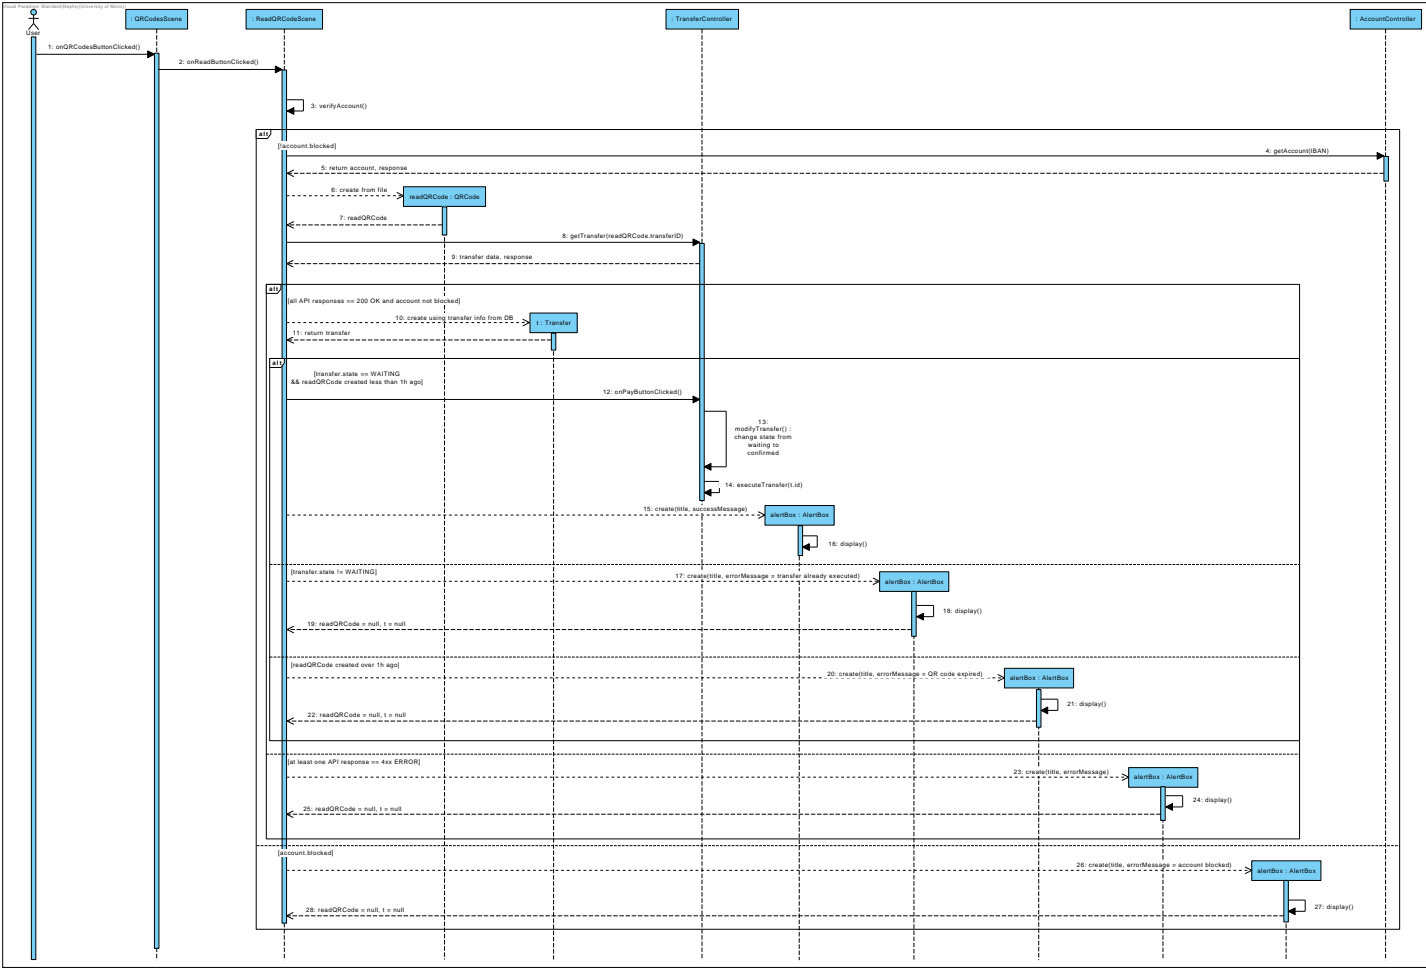 Visual Paradigm Standard(Nephty(University of Mons))
: QRCodesScene
: ReadQRCodeScene
: TransferController
: AccountController
User
1: onQRCodesButtonClicked()
2: onReadButtonClicked()
3: verifyAccount()
alt
[!account.blocked]
4: getAccount(IBAN)
5: return account, response
6: create from file
readQRCode : QRCode
7: readQRCode
8: getTransfer(readQRCode.transferID)
9: transfer data, response
alt
[all API responses == 200 OK and account not blocked]
10: create using transfer info from DB
t : Transfer
11: return transfer
alt
[transfer.state == WAITING
&& readQRCode created less than 1h ago]
12: onPayButtonClicked()
13:
modifyTransfer() :
change state from
waiting to
confirmed
14: executeTransfer(t.id)
15: create(title, successMessage)
alertBox : AlertBox
16: display()
[transfer.state != WAITING]
17: create(title, errorMessage = transfer already executed)
alertBox : AlertBox
18: display()
19: readQRCode = null, t = null
[readQRCode created over 1h ago]
20: create(title, errorMessage = QR code expired)
alertBox : AlertBox
21: display()
22: readQRCode = null, t = null
[at least one API response == 4xx ERROR]
23: create(title, errorMessage)
alertBox : AlertBox
24: display()
25: readQRCode = null, t = null
[account.blocked]
26: create(title, errorMessage = account blocked)
alertBox : AlertBox
27: display()
28: readQRCode = null, t = null